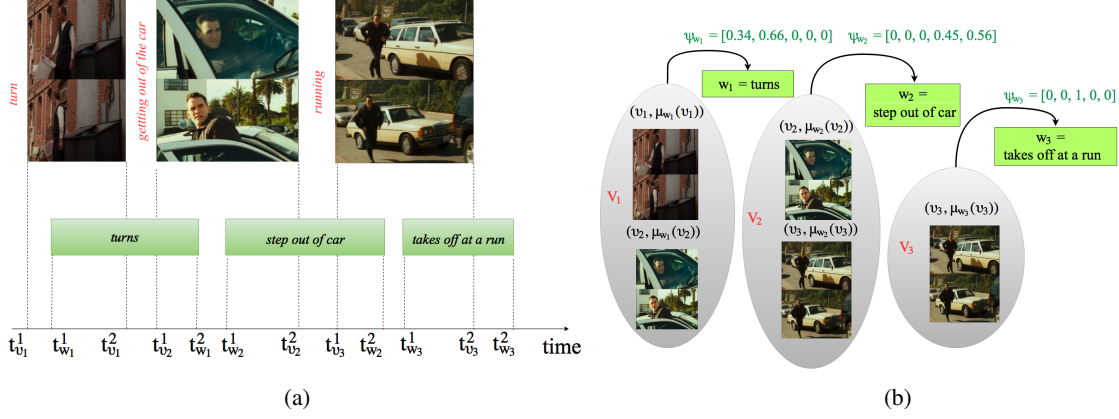 turn
gettting out of the car
running
turns
step out of car
takes off at a run
t¹υ₁ t¹w₁ t²υ₁ t¹υ₂ t²w₁ t¹w₂ t²υ₂ t¹υ₃ t²w₂ t¹w₃ t²υ₃ t²w₃ time
(a)
ψw₁ = [0.34, 0.66, 0, 0, 0]
w₁ = turns
ψw₂ = [0, 0, 0, 0.45, 0.56]
w₂ =
step out of car
ψw₃ = [0, 0, 1, 0, 0]
w₃ =
takes off at a run
(υ₁, μw₁(υ₁))
V₁
(υ₂, μw₁(υ₂))
(υ₂, μw₂(υ₂))
V₂
(υ₃, μw₂(υ₃))
(υ₃, μw₃(υ₃))
V₃
(b)